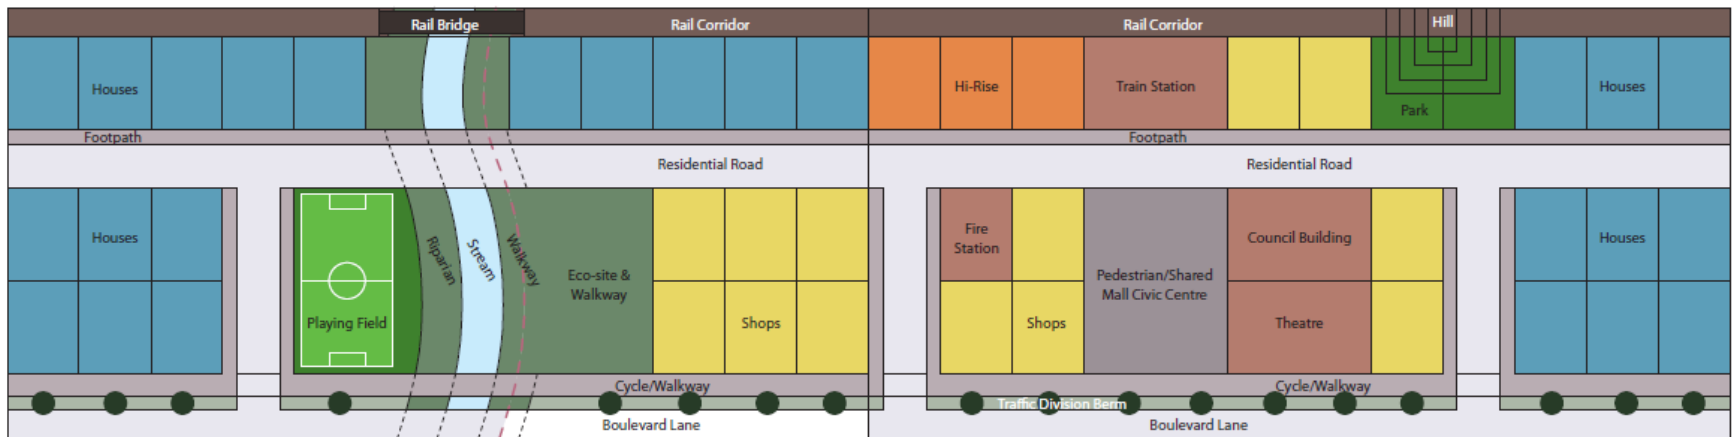 Rail Bridge
Rail Corridor
Rail Corridor
Hill
Houses
Hi-Rise
Train Station
Park
Houses
Footpath
Footpath
Residential Road
Residential Road
Houses
Riparian
Stream
Walkway
Eco-site &
Walkway
Playing Field
Shops
Fire
Station
Shops
Pedestrian/Shared
Mall Civic Centre
Council Building
Theatre
Houses
Cycle/Walkway
Cycle/Walkway
Traffic Division Berm
Boulevard Lane
Boulevard Lane